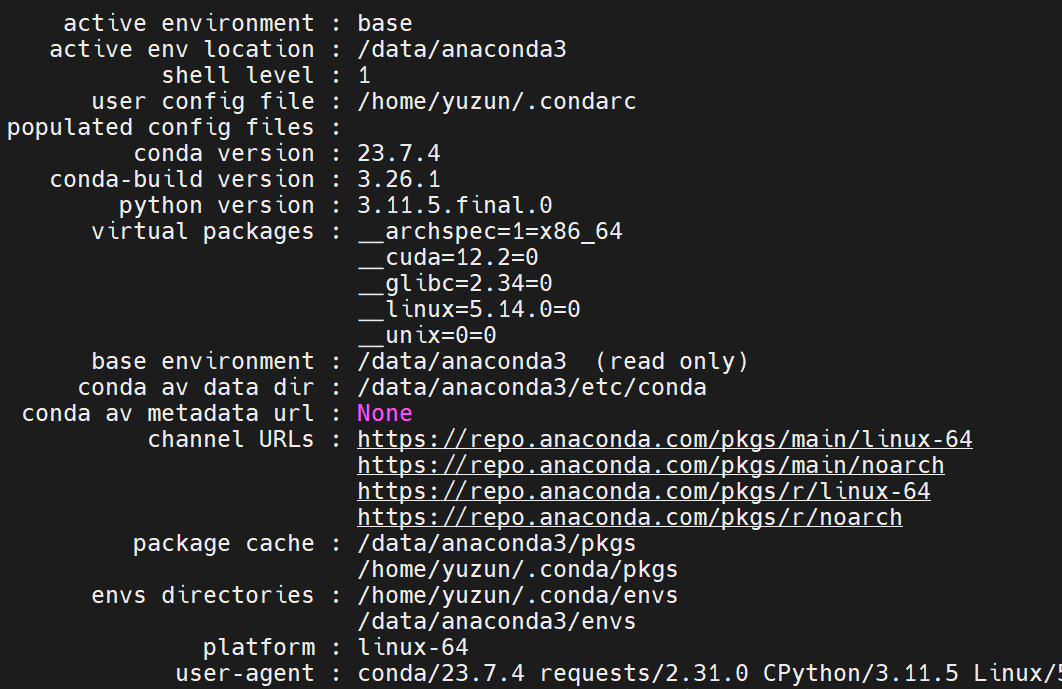 active environment : base
active env location : /data/anaconda3
shell level : 1
user config file : /home/yuzun/.condarc
populated config files :
conda version : 23.7.4
conda-build version : 3.26.1
python version : 3.11.5.final.0
virtual packages : __archspec=1=x86_64
__cuda=12.2=0
__glibc=2.34=0
__linux=5.14.0=0
__unix=0=0
base environment : /data/anaconda3  (read only)
conda av data dir : /data/anaconda3/etc/conda
conda av metadata url : None
channel URLs : https://repo.anaconda.com/pkgs/main/linux-64
https://repo.anaconda.com/pkgs/main/noarch
https://repo.anaconda.com/pkgs/r/linux-64
https://repo.anaconda.com/pkgs/r/noarch
package cache : /data/anaconda3/pkgs
/home/yuzun/.conda/pkgs
envs directories : /home/yuzun/.conda/envs
/data/anaconda3/envs
platform : linux-64
user-agent : conda/23.7.4 requests/2.31.0 CPython/3.11.5 Linux/